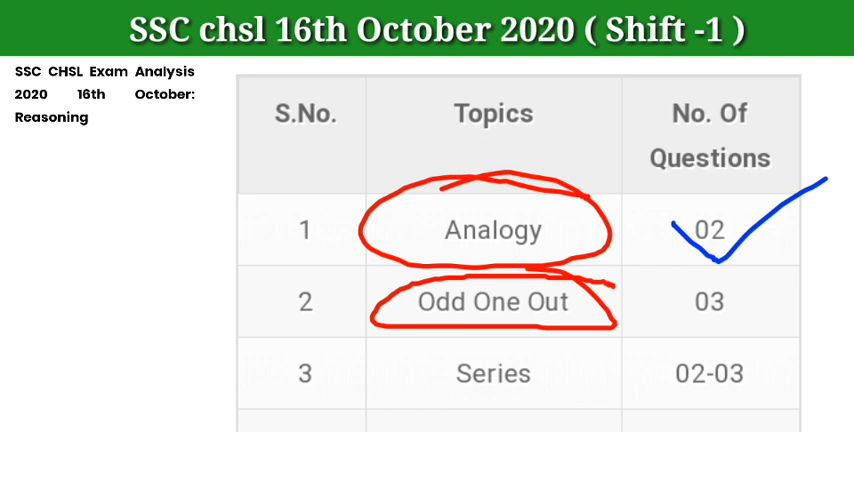 SSC chsl 16th October 2020 ( Shift -1 )
SSC CHSL Exam Analysis
2020 16th October:
Reasoning
S.No. Topics No. Of
Questions
1 Analogy 02
2 Odd One Out 03
3 Series 02-03